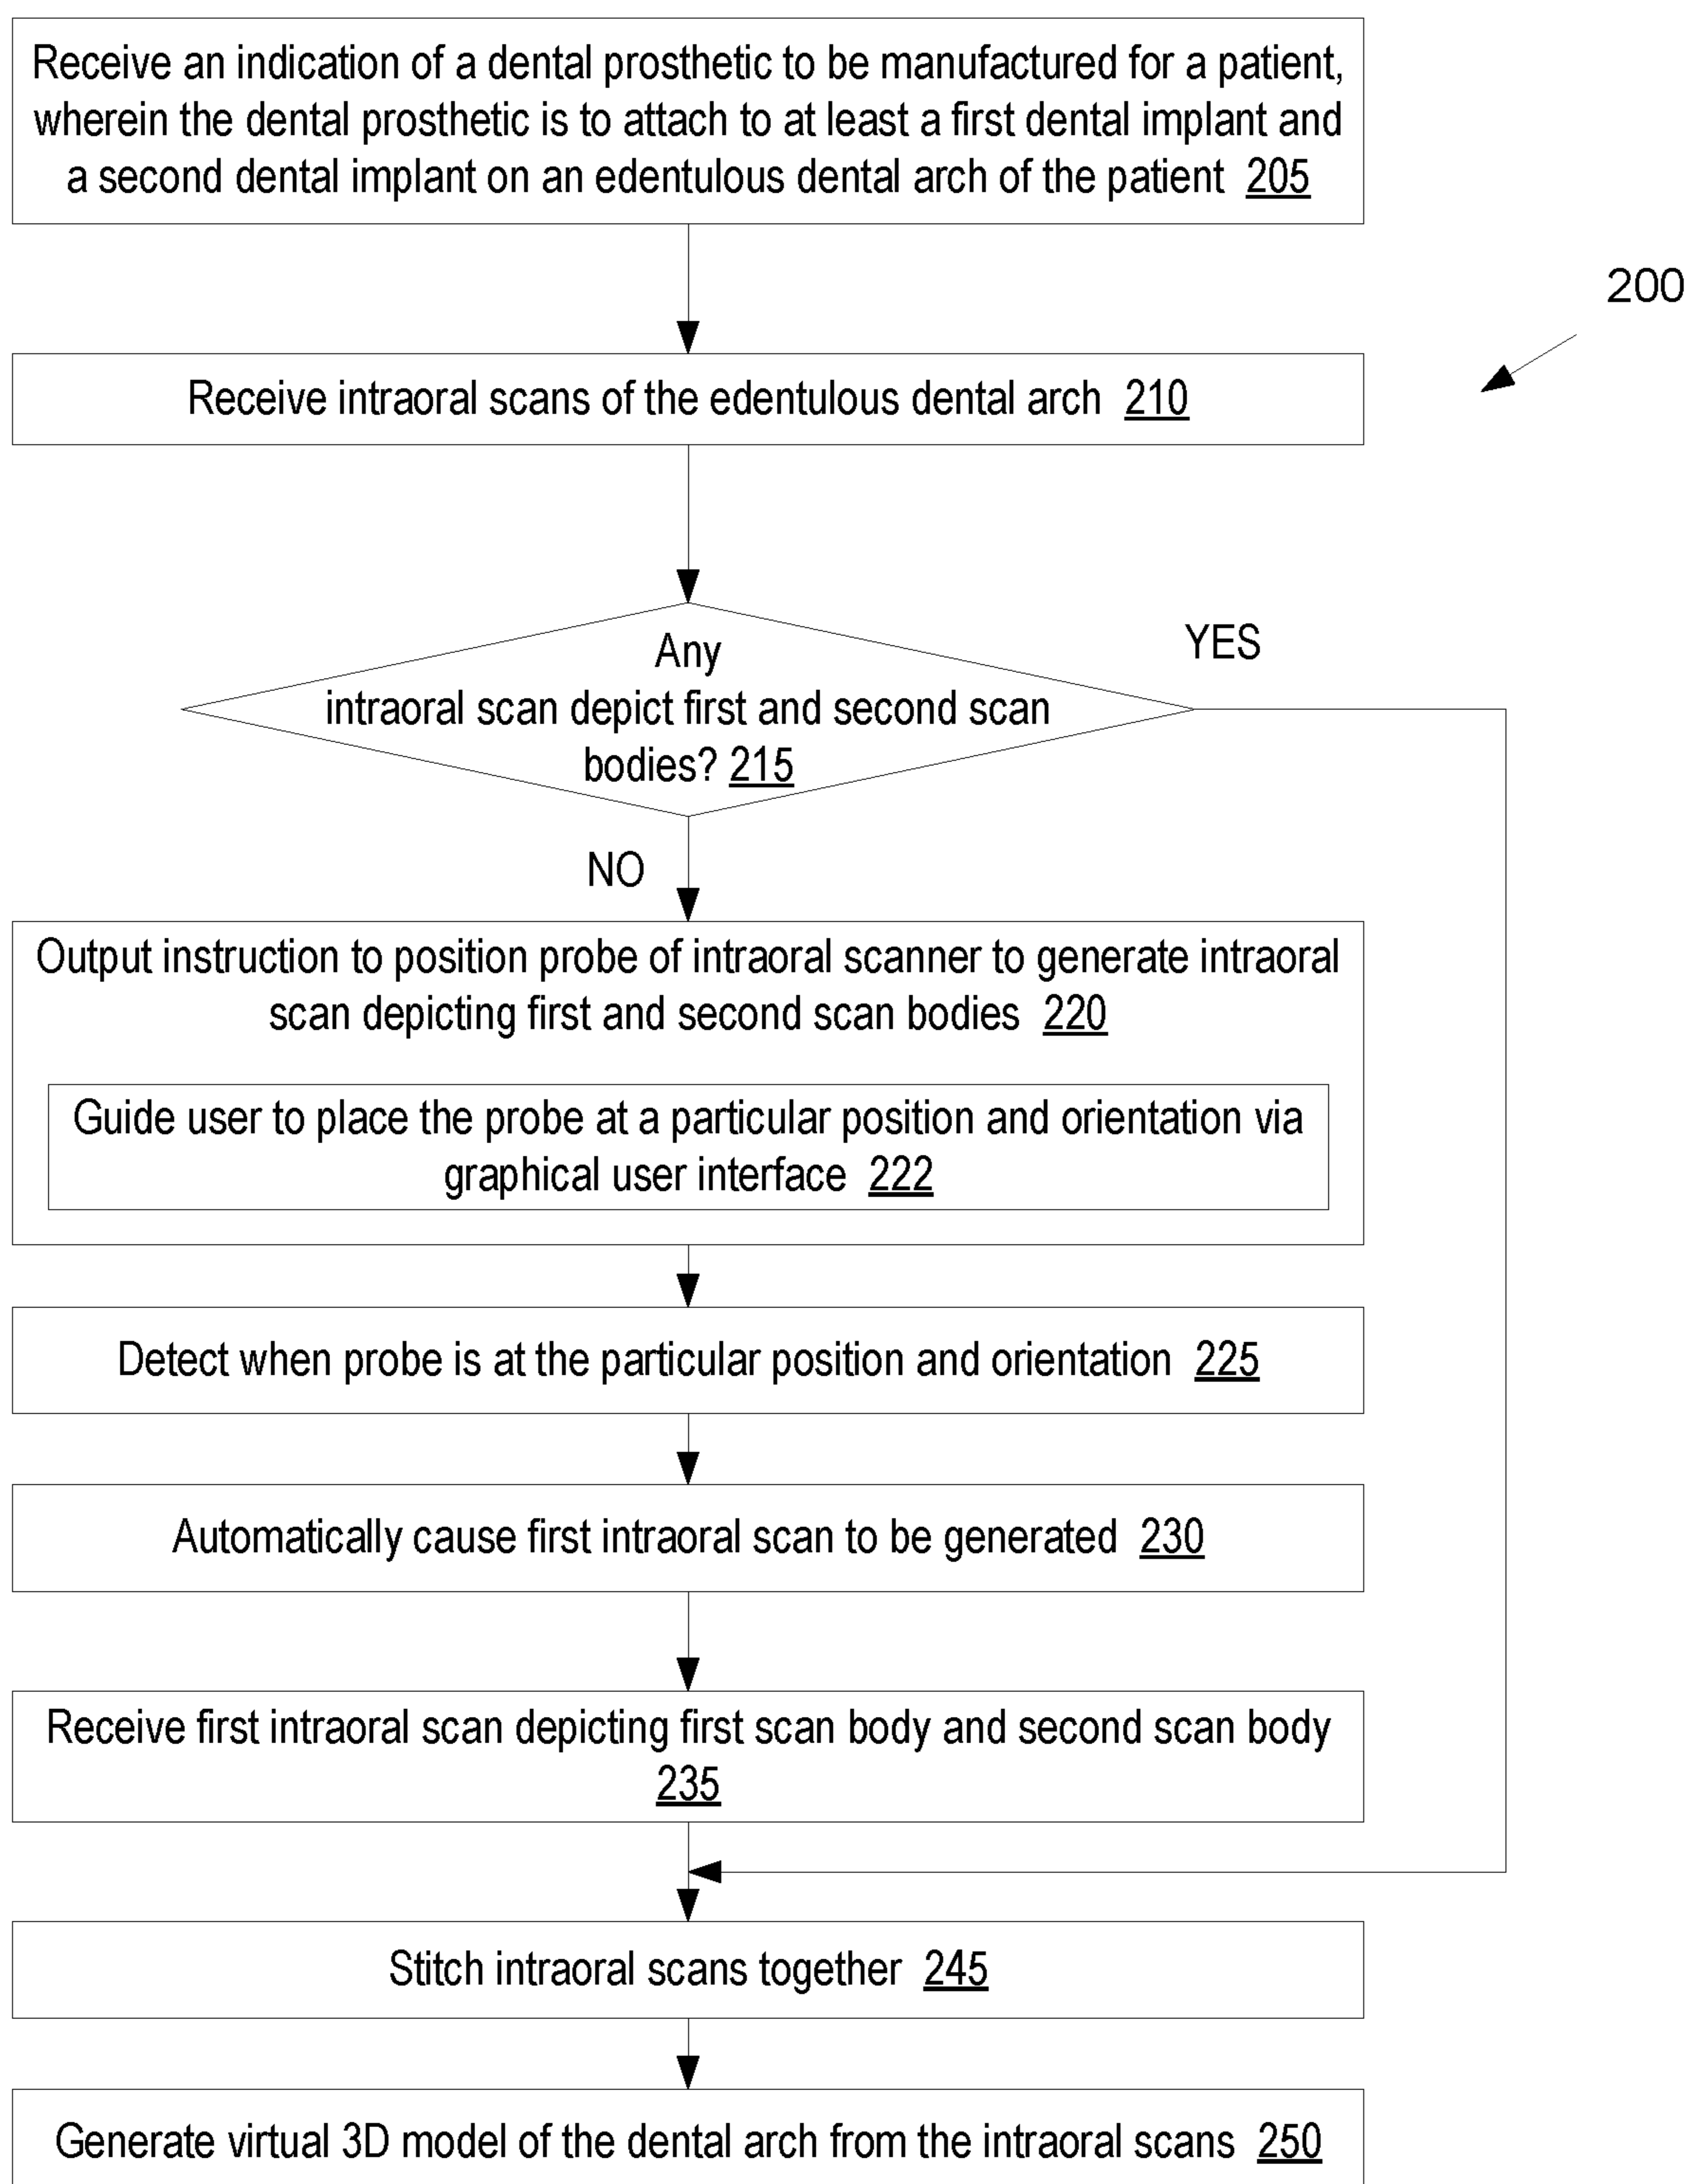 Receive an indication of a dental prosthetic to be manufactured for a patient,
wherein the dental prosthetic is to attach to at least a first dental implant and
a second dental implant on an edentulous dental arch of the patient 205
200
Receive intraoral scans of the edentulous dental arch 210
Any
intraoral scan depict first and second scan
bodies? 215
YES
NO
Output instruction to position probe of intraoral scanner to generate intraoral
scan depicting first and second scan bodies 220
Guide user to place the probe at a particular position and orientation via
graphical user interface 222
Detect when probe is at the particular position and orientation 225
Automatically cause first intraoral scan to be generated 230
Receive first intraoral scan depicting first scan body and second scan body
235
Stitch intraoral scans together 245
Generate virtual 3D model of the dental arch from the intraoral scans 250